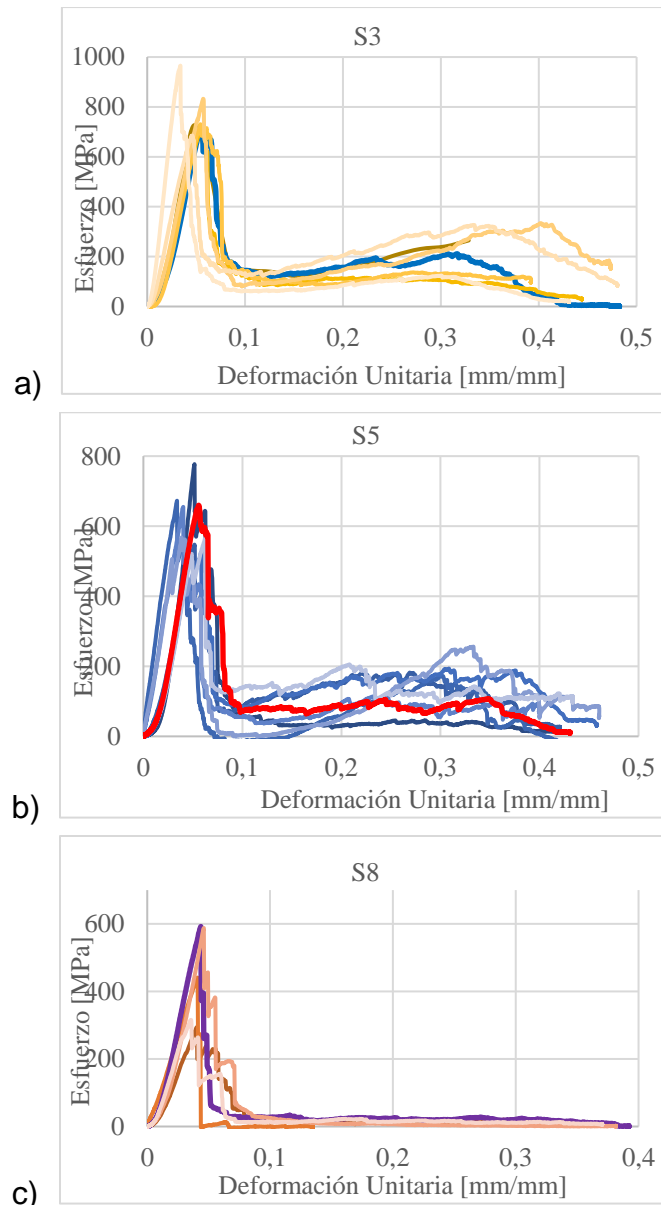 S3
Esfuerzo [MPa]
1000
800
600
400
200
0
0 0,1 0,2 0,3 0,4 0,5
Deformación Unitaria [mm/mm]
a)
S5
Esfuerzo [MPa]
800
600
400
200
0
0 0,1 0,2 0,3 0,4 0,5
Deformación Unitaria [mm/mm]
b)
S8
Esfuerzo [MPa]
600
400
200
0
0 0,1 0,2 0,3 0,4
Deformación Unitaria [mm/mm]
c)